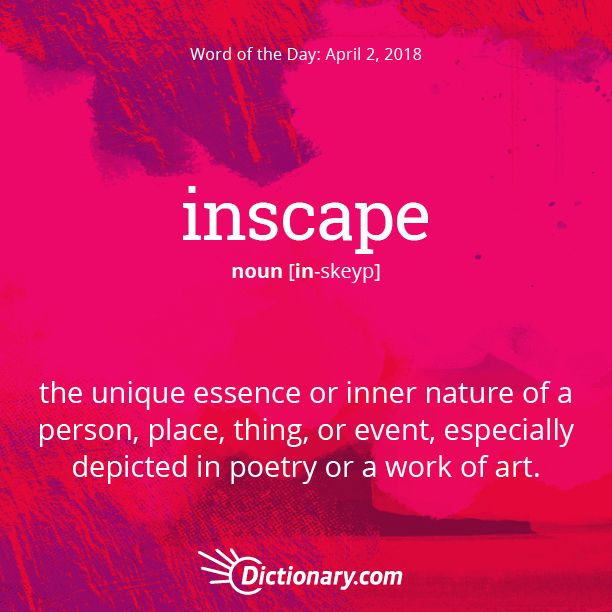 Word of the Day: April 2, 2018
inscape
noun [in-skeyp]
the unique essence or inner nature of a
person, place, thing, or event, especially
depicted in poetry or a work of art.
Dictionary.com